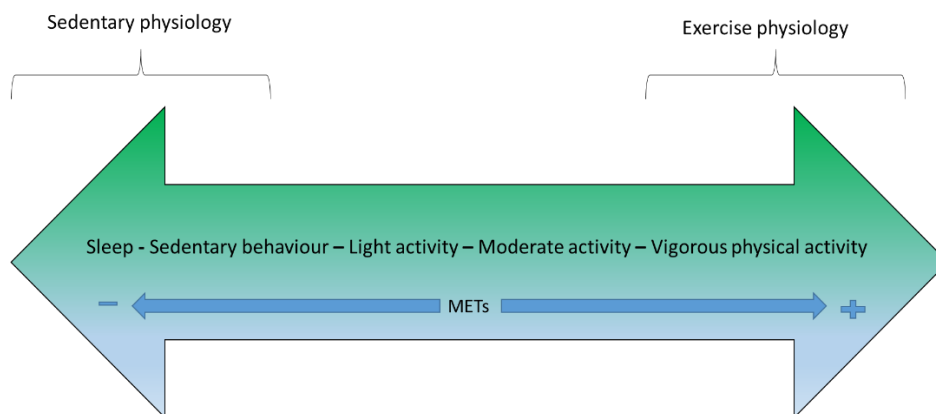 Sedentary physiology
Exercise physiology
Sleep - Sedentary behaviour – Light activity – Moderate activity – Vigorous physical activity
METs